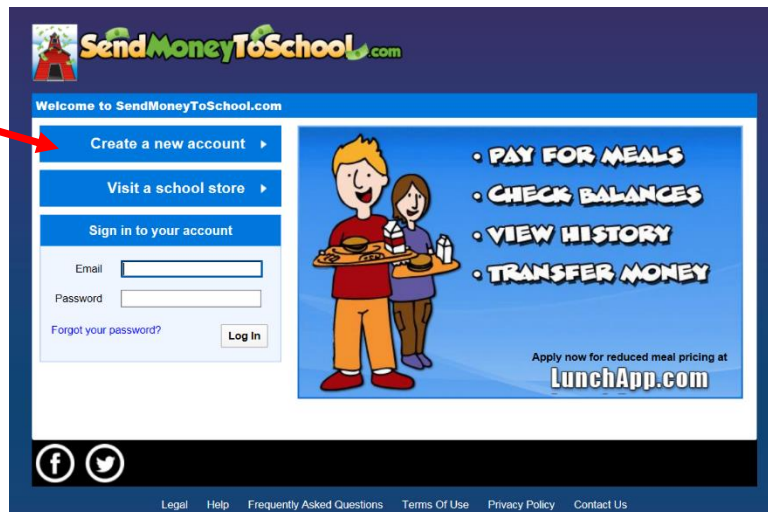 SendMoneyToSchool.com
Welcome to SendMoneyToSchool.com
Create a new account
Visit a school store
Sign in to your account
Email
Password
Forgot your password?
Log In
• PAY FOR MEALS
• CHECK BALANCES
• VIEW HISTORY
• TRANSFER MONEY
Apply now for reduced meal pricing at
LunchApp.com
Legal Help Frequently Asked Questions Terms Of Use Privacy Policy Contact Us